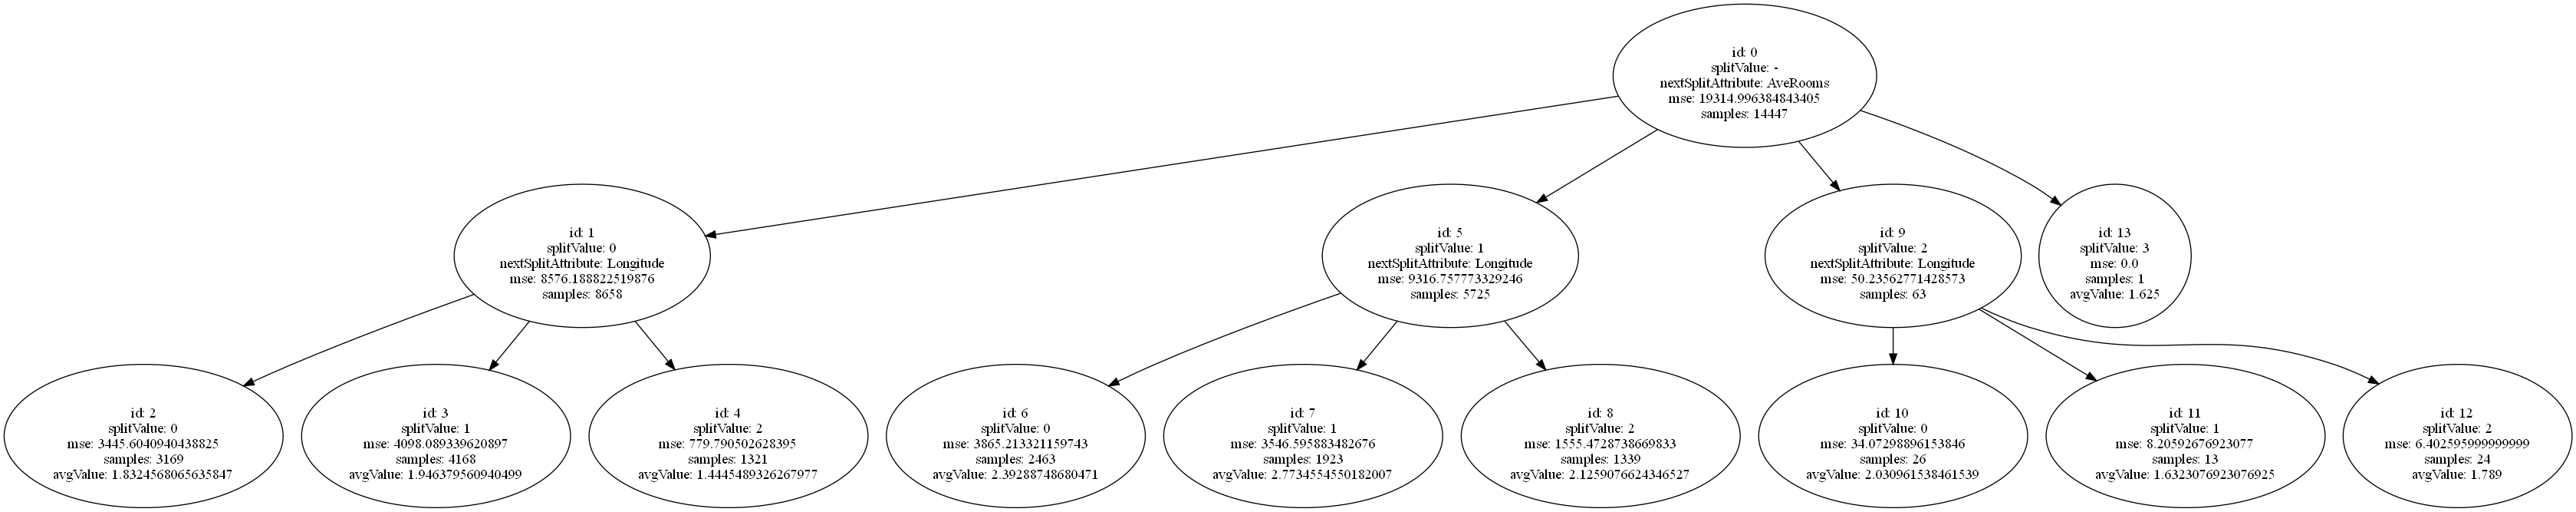 id: 0
splitValue: -
nextSplitAttribute: AveRooms
mse: 19314.996384843405
samples: 14447
id: 1
splitValue: 0
nextSplitAttribute: Longitude
mse: 8576.188822519876
samples: 8658
id: 5
splitValue: 1
nextSplitAttribute: Longitude
mse: 9316.757773329246
samples: 5725
id: 9
splitValue: 2
nextSplitAttribute: Longitude
mse: 50.23562771428573
samples: 63
id: 13
splitValue: 3
mse: 0.0
samples: 1
avgValue: 1.625
id: 2
splitValue: 0
mse: 3445.6040940438825
samples: 3169
avgValue: 1.8324568065635847
id: 3
splitValue: 1
mse: 4098.089339620897
samples: 4168
avgValue: 1.946379560940499
id: 4
splitValue: 2
mse: 779.790502628395
samples: 1321
avgValue: 1.4445489326267977
id: 6
splitValue: 0
mse: 3865.213321159743
samples: 2463
avgValue: 2.39288748680471
id: 7
splitValue: 1
mse: 3546.595883482676
samples: 1923
avgValue: 2.7734554550182007
id: 8
splitValue: 2
mse: 1555.4728738669833
samples: 1339
avgValue: 2.1259076624346527
id: 10
splitValue: 0
mse: 34.07298896153846
samples: 26
avgValue: 2.030961538461539
id: 11
splitValue: 1
mse: 8.20592676923077
samples: 13
avgValue: 1.6323076923076925
id: 12
splitValue: 2
mse: 6.402595999999999
samples: 24
avgValue: 1.789